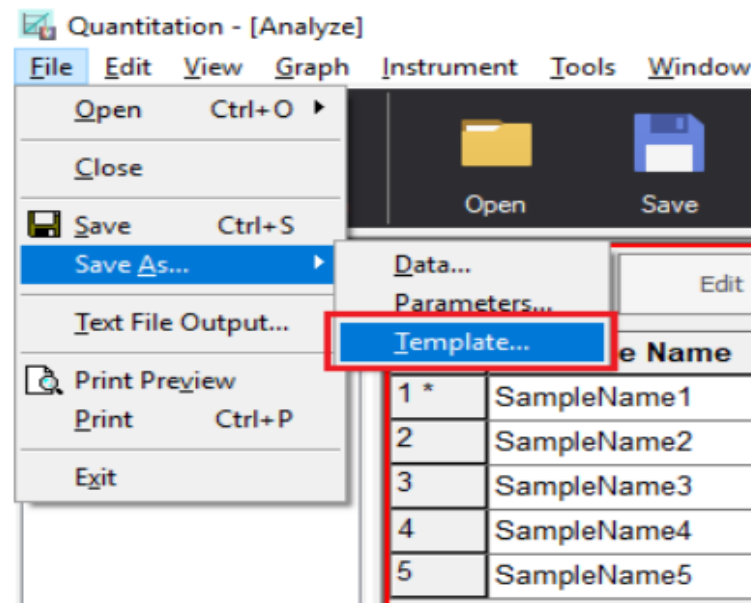 Quantitation - [Analyze]
File Edit View Graph Instrument Tools Window
Open Ctrl+O
Close
Save Ctrl+S
Save As...
Text File Output...
Print Preview
Print Ctrl+P
Exit
Data...
Parameters...
Template...
Open
Save
Edit
e Name
1 * SampleName1
2 SampleName2
3 SampleName3
4 SampleName4
5 SampleName5